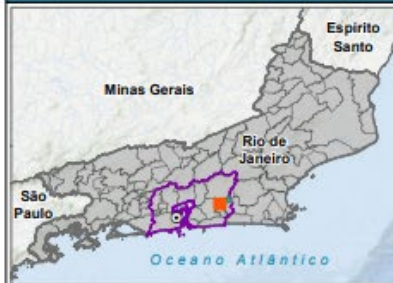 Espírito
Santo
Minas Gerais
Rio de
Janeiro
São
Paulo
Oceano Atlântico